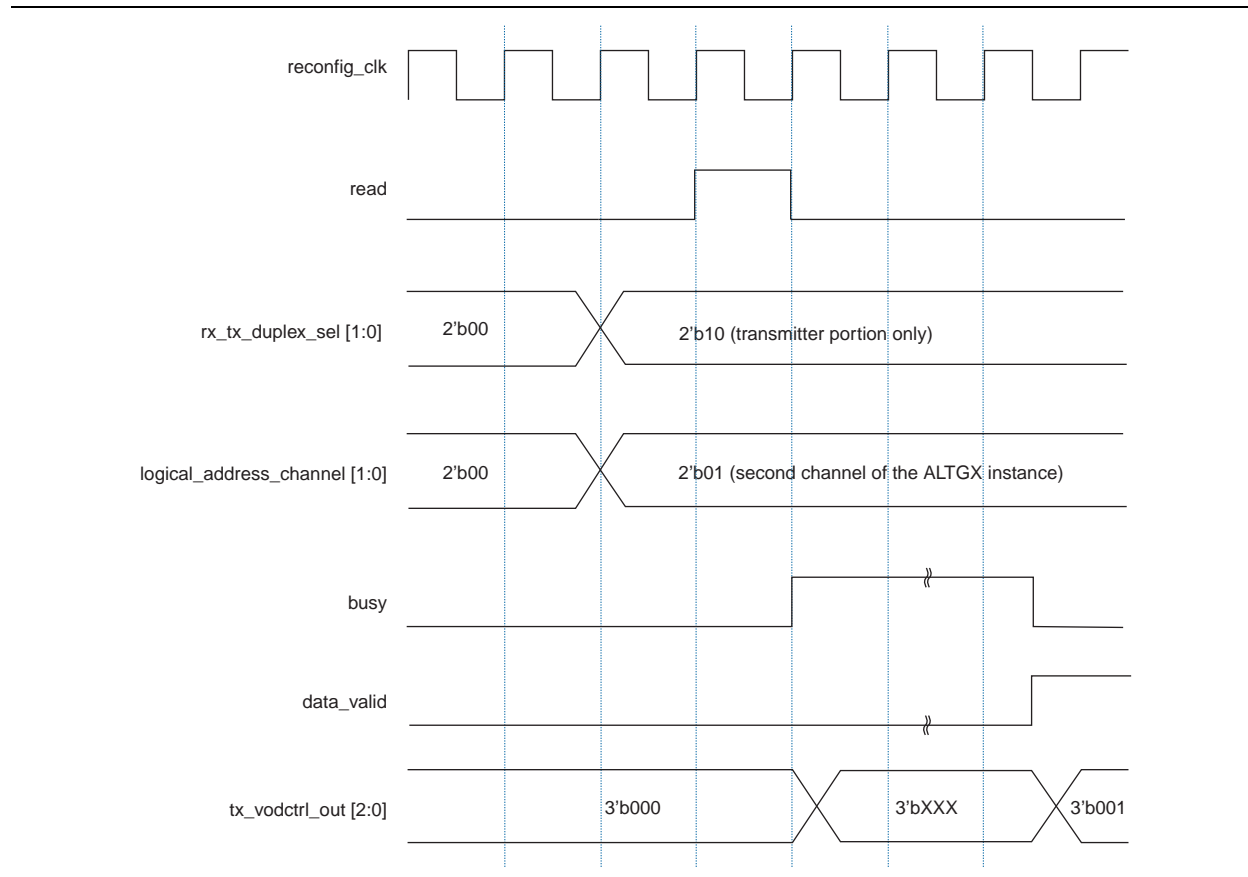 reconfig_clk
read
rx_tx_duplex_sel [1:0]
2'b00
2'b10 (transmitter portion only)
logical_address_channel [1:0]
2'b00
2'b01 (second channel of the ALTGX instance)
busy
data_valid
tx_vodctrl_out [2:0]
3'b000
3'bXXX
3'b001